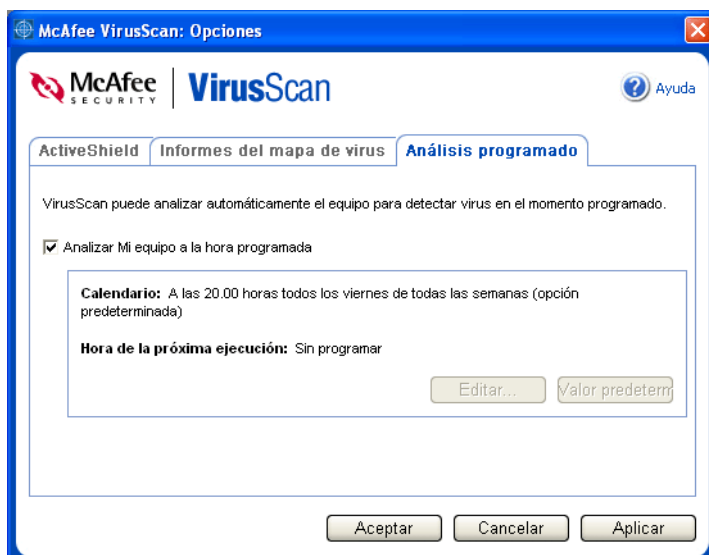 McAfee VirusScan: Opciones
McAfee
SECURITY
VirusScan
Ayuda
ActiveShield
Informes del mapa de virus
Análisis programado
VirusScan puede analizar automáticamente el equipo para detectar virus en el momento programado.
Analizar Mi equipo a la hora programada
Calendario: A las 20.00 horas todos los viernes de todas las semanas (opción
predeterminada)
Hora de la próxima ejecución: Sin programar
Editar...
Valor predeterm
Aceptar
Cancelar
Aplicar